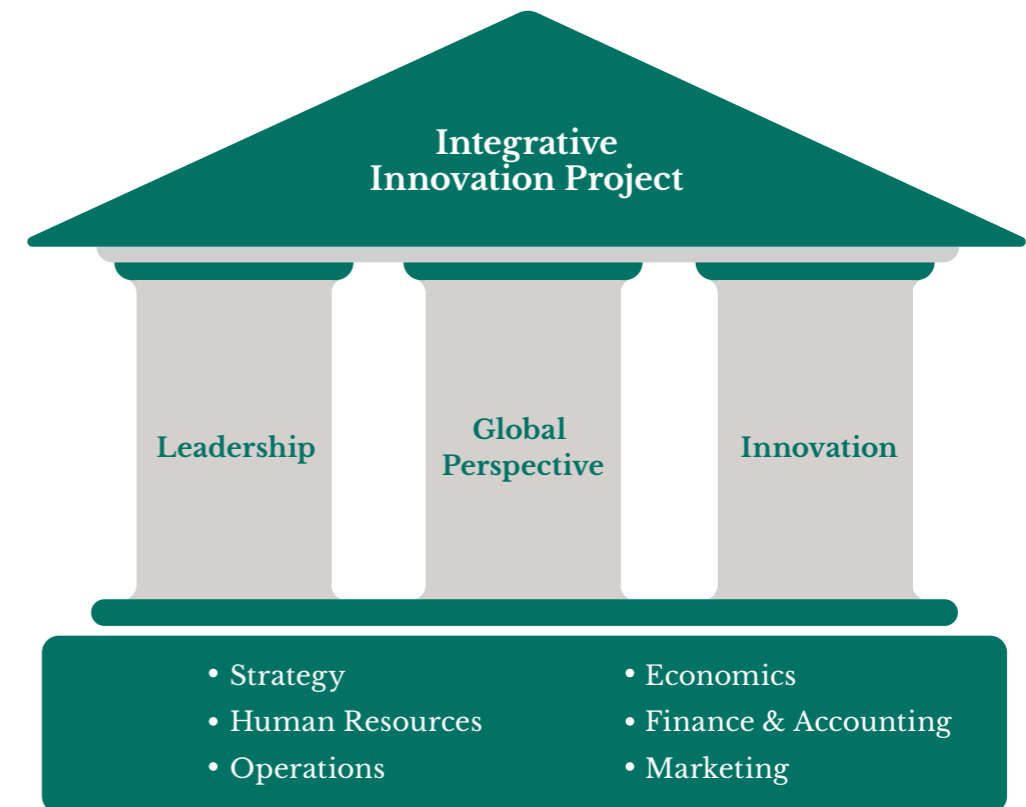 Integrative
Innovation Project
Leadership
Global
Perspective
Innovation
• Strategy
• Human Resources
• Operations
• Economics
• Finance & Accounting
• Marketing